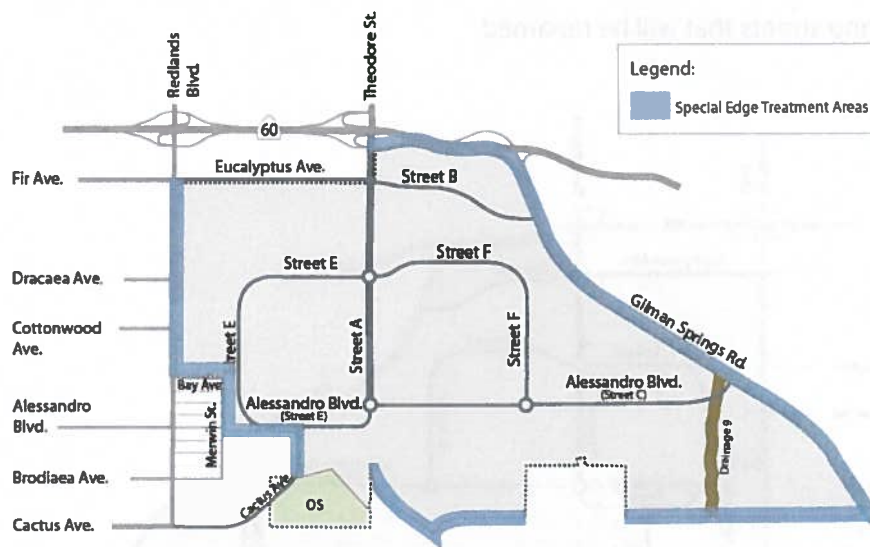 Redlands
Blvd.
Theodore St.
Legend:
Special Edge Treatment Areas
60
Fir Ave.
Eucalyptus Ave.
Street B
Dracaea Ave.
Street E
Street F
Cottonwood
Ave.
treet E
Street A
Street F
Gilman Springs Rd.
Bay Ave
Alessandro
Blvd.
Merwin St.
Alessandro Blvd.
(Street E)
Alessandro Blvd.
(Street C)
Drainage 9
Brodiaea Ave.
Cactus Ave
OS
Cactus Ave.